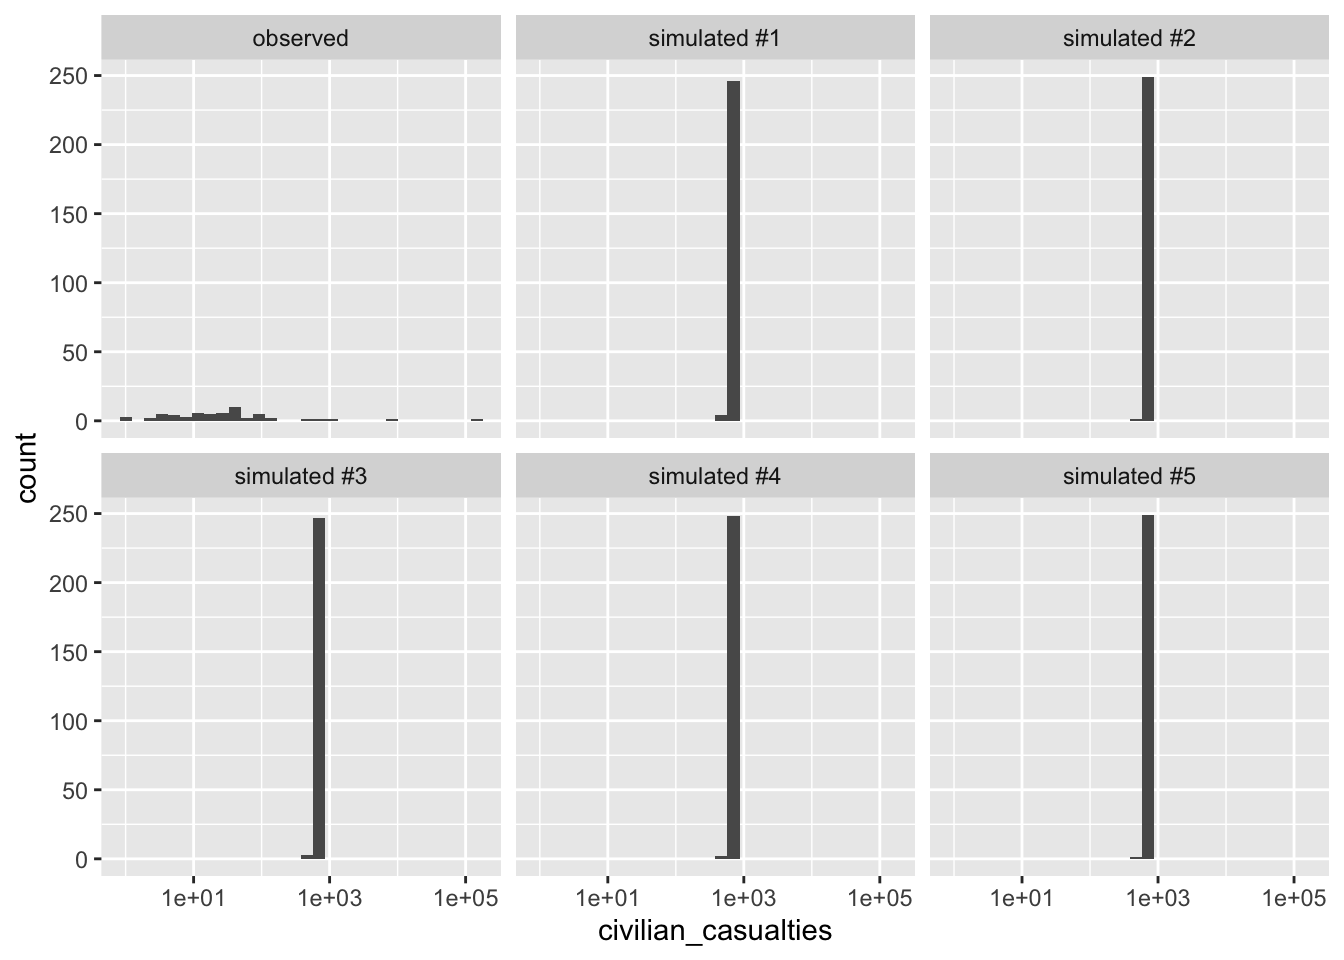 observed
simulated #1
simulated #2
250
200
150
100
50
0
simulated #3
simulated #4
simulated #5
250
200
150
100
50
0
1e+01
1e+03
1e+05
1e+01
1e+03
1e+05
1e+01
1e+03
1e+05
civilian_casualties
count